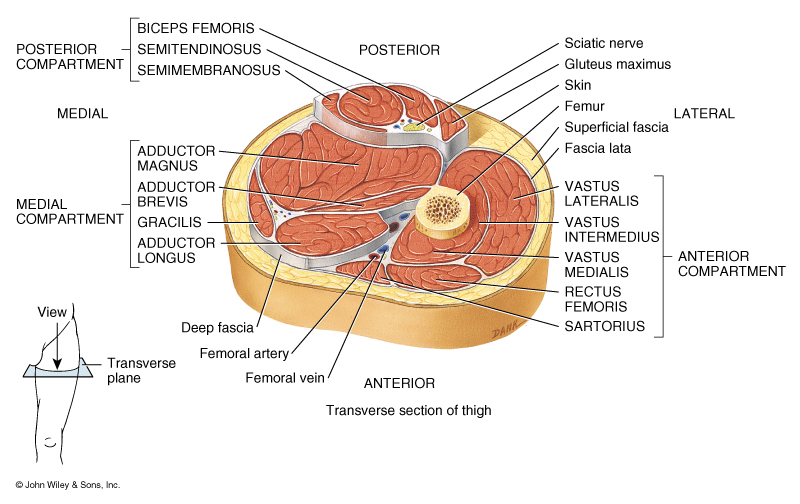 BICEPS FEMORIS
POSTERIOR
COMPARTMENT
SEMITENDINOSUS
SEMIMEMBRANOSUS
POSTERIOR
Sciatic nerve
Gluteus maximus
Skin
Femur
Superficial fascia
Fascia lata
MEDIAL
LATERAL
ADDUCTOR
MAGNUS
ADDUCTOR
BREVIS
MEDIAL
COMPARTMENT
GRACILIS
ADDUCTOR
LONGUS
VASTUS
LATERALIS
VASTUS
INTERMEDIUS
VASTUS
MEDIALIS
RECTUS
FEMORIS
SARTORIUS
ANTERIOR
COMPARTMENT
DANK
Deep fascia
Femoral artery
Femoral vein
View
Transverse
plane
ANTERIOR
Transverse section of thigh
© John Wiley & Sons, Inc.